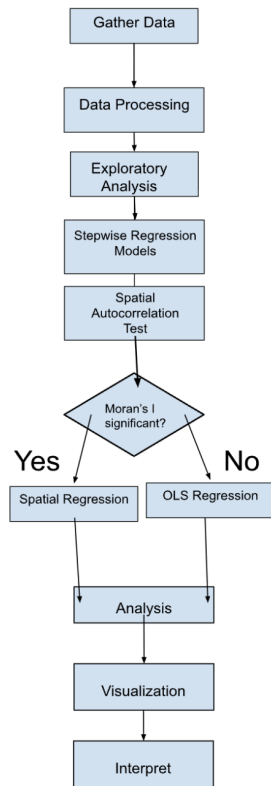 Gather Data
Data Processing
Exploratory
Analysis
Stepwise Regression
Models
Spatial
Autocorrelation
Test
Moran's I
significant?
Yes
No
Spatial Regression
OLS Regression
Analysis
Visualization
Interpret